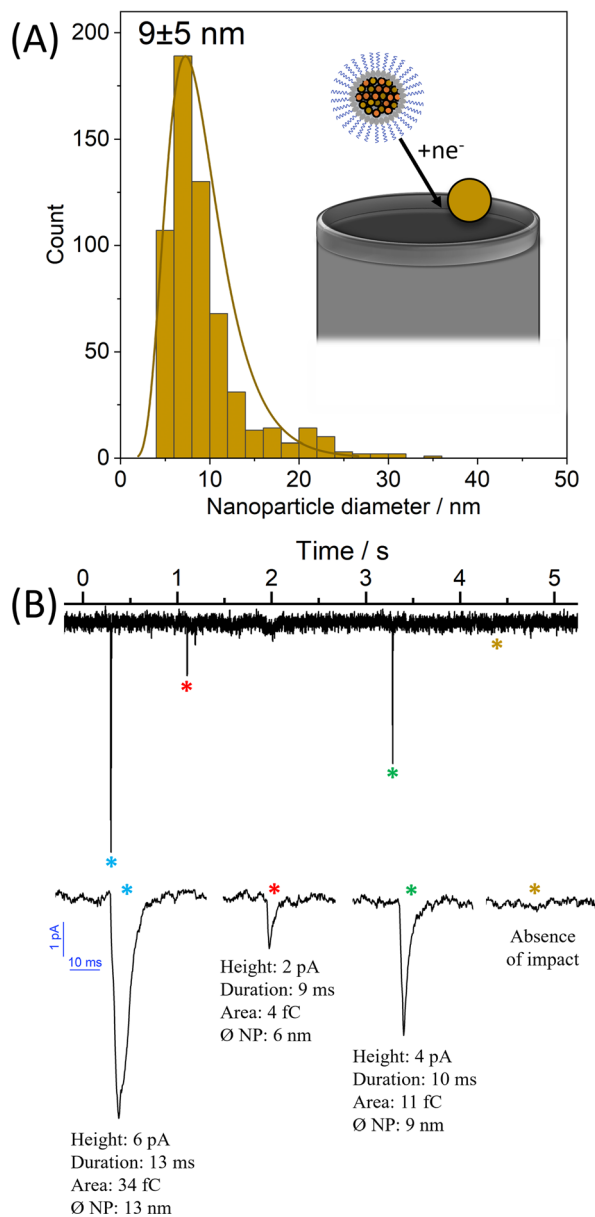 (A)
9±5 nm
200
150
100
50
0
Count
+ne⁻
0 10 20 30 40 50
Nanoparticle diameter / nm
Time / s
(B)
0 1 2 3 4 5
*
*
*
*
* * * *
1 pA
10 ms
Height: 2 pA
Duration: 9 ms
Area: 4 fC
Ø NP: 6 nm
Absence
of impact
Height: 4 pA
Duration: 10 ms
Area: 11 fC
Ø NP: 9 nm
Height: 6 pA
Duration: 13 ms
Area: 34 fC
Ø NP: 13 nm